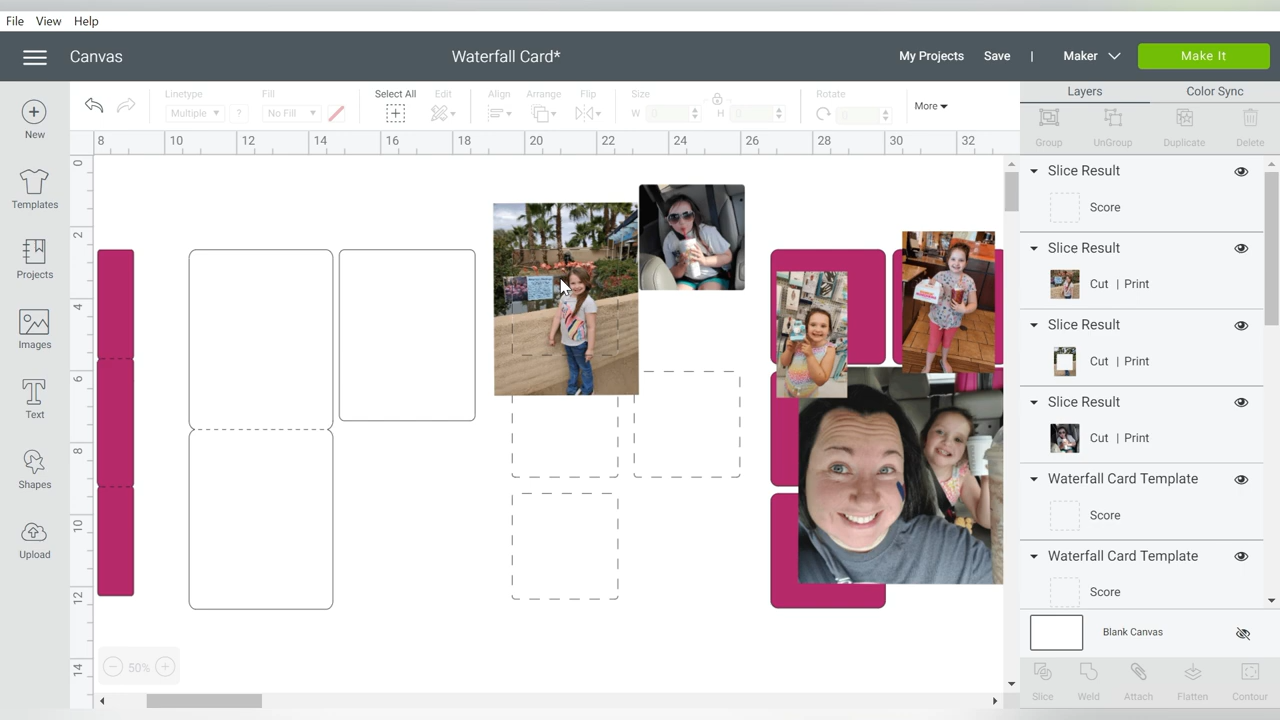 File View Help
Canvas Waterfall Card* My Projects Save | Maker Make It
Linetype Fill Select All Edit Align Arrange Flip Size Rotate
Multiple ? No Fill W 0 H 0 0 More
Layers Color Sync
Group UnGroup Duplicate Delete
8 10 12 14 16 18 20 22 24 26 28 30 32
0
2
4
6
8
10
12
14
New
Templates
Projects
Images
Text
Shapes
Upload
Slice Result
Score
Slice Result
Cut | Print
Slice Result
Cut | Print
Slice Result
Cut | Print
Waterfall Card Template
Score
Waterfall Card Template
Score
Blank Canvas
50%
Slice Weld Attach Flatten Contour